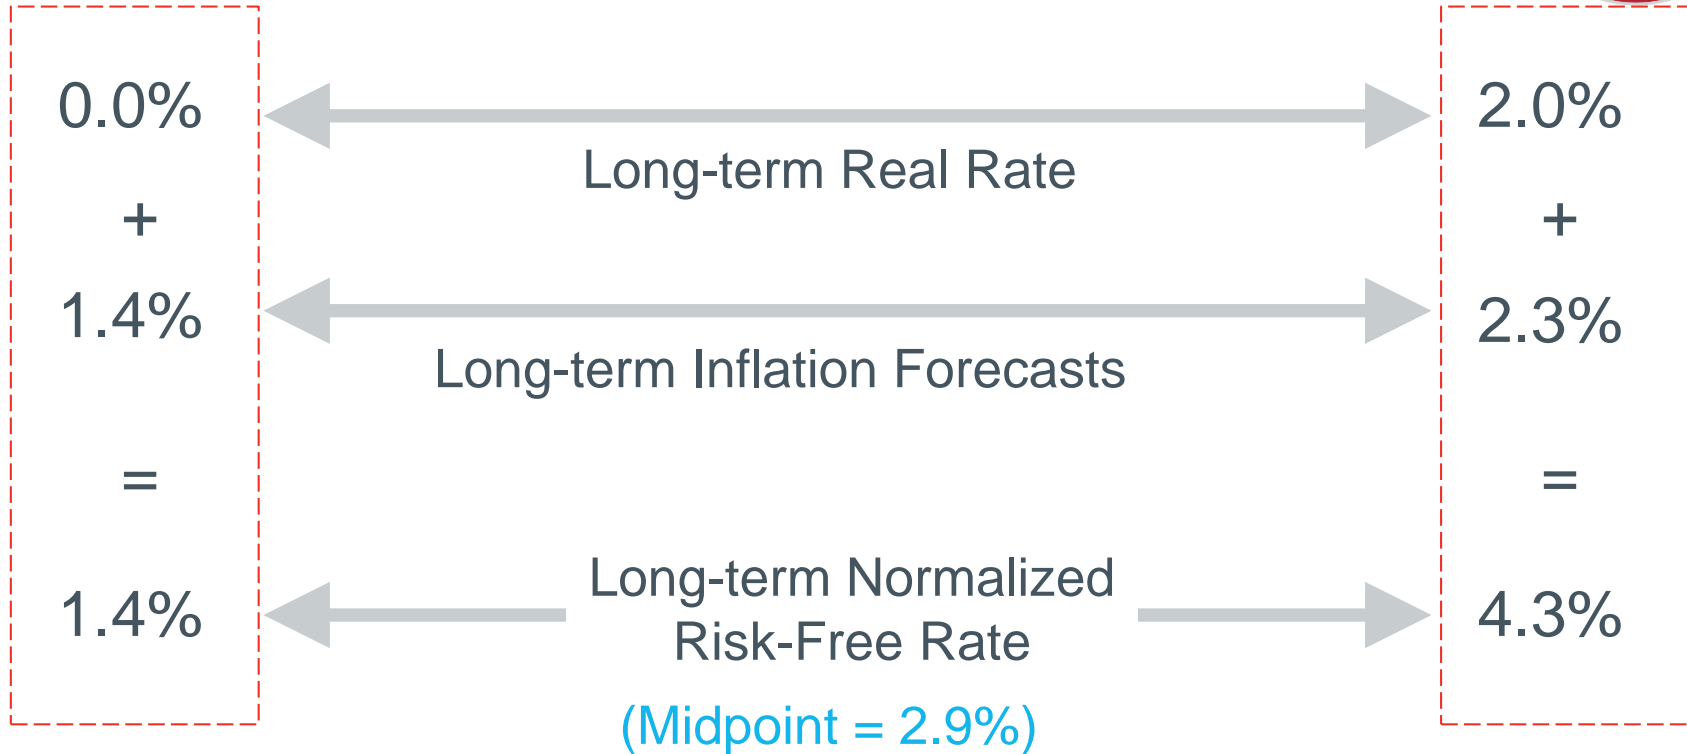 0.0% 2.0%
Long-term Real Rate
+ +
1.4% 2.3%
Long-term Inflation Forecasts
= =
Long-term Normalized
1.4% 4.3%
Risk-Free Rate
(Midpoint = 2.9%)